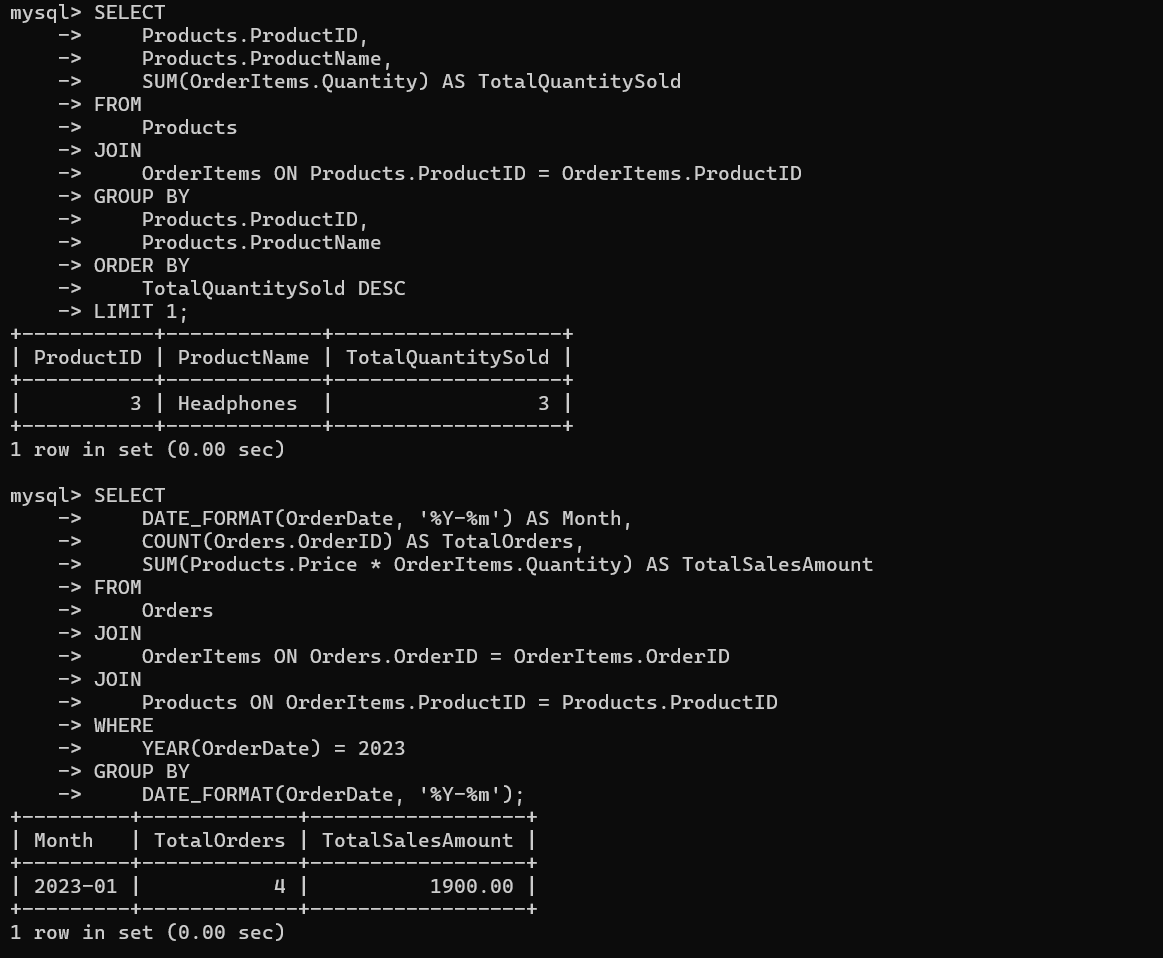 mysql> SELECT
    ->     Products.ProductID,
    ->     Products.ProductName,
    ->     SUM(OrderItems.Quantity) AS TotalQuantitySold
    -> FROM
    ->     Products
    -> JOIN
    ->     OrderItems ON Products.ProductID = OrderItems.ProductID
    -> GROUP BY
    ->     Products.ProductID,
    ->     Products.ProductName
    -> ORDER BY
    ->     TotalQuantitySold DESC
    -> LIMIT 1;
+-----------+-------------+-------------------+
| ProductID | ProductName | TotalQuantitySold |
+-----------+-------------+-------------------+
|         3 | Headphones  |                 3 |
+-----------+-------------+-------------------+
1 row in set (0.00 sec)

mysql> SELECT
    ->     DATE_FORMAT(OrderDate, '%Y-%m') AS Month,
    ->     COUNT(Orders.OrderID) AS TotalOrders,
    ->     SUM(Products.Price * OrderItems.Quantity) AS TotalSalesAmount
    -> FROM
    ->     Orders
    -> JOIN
    ->     OrderItems ON Orders.OrderID = OrderItems.OrderID
    -> JOIN
    ->     Products ON OrderItems.ProductID = Products.ProductID
    -> WHERE
    ->     YEAR(OrderDate) = 2023
    -> GROUP BY
    ->     DATE_FORMAT(OrderDate, '%Y-%m');
+---------+-------------+------------------+
| Month   | TotalOrders | TotalSalesAmount |
+---------+-------------+------------------+
| 2023-01 |           4 |          1900.00 |
+---------+-------------+------------------+
1 row in set (0.00 sec)